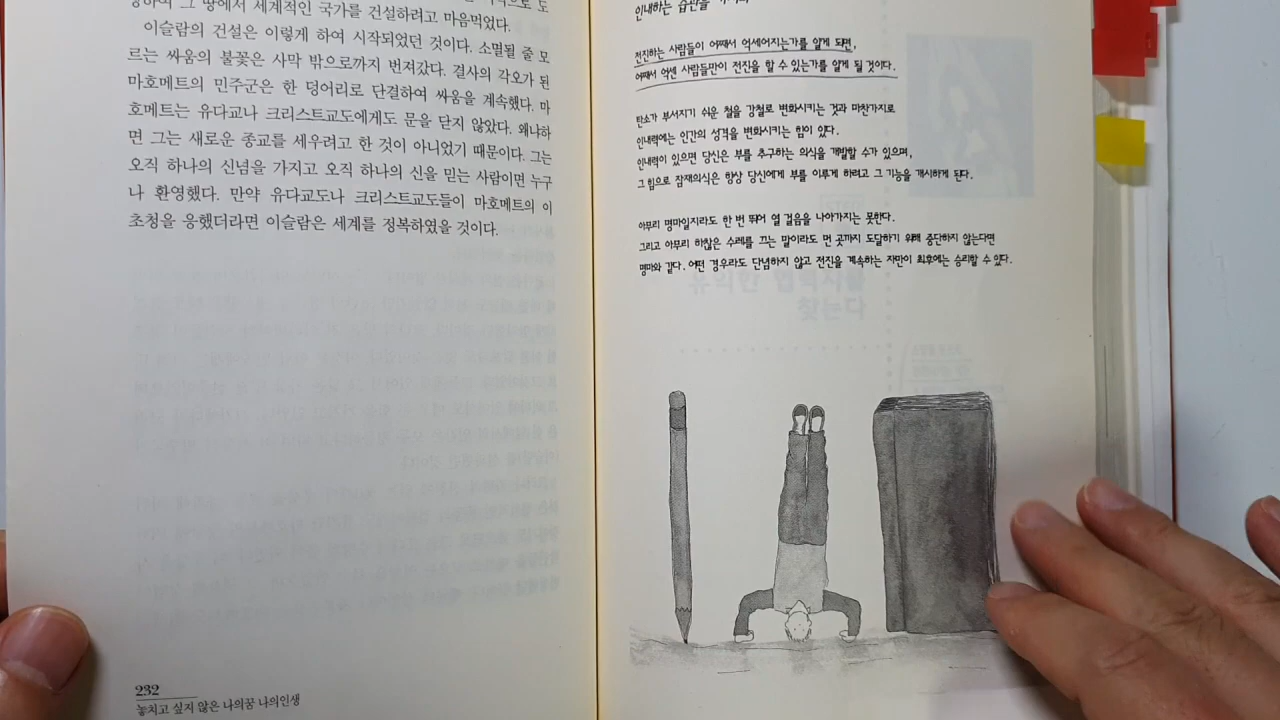 하여 그 땅에서 세계적인 국가를 건설하려고 마음먹었다.
이슬람의 건설은 이렇게 하여 시작되었던 것이다. 소멸될 줄 모
르는 싸움의 불꽃은 사막 밖으로까지 번져갔다. 결사의 각오가 된
마호메트의 민주군은 한 덩어리로 단결하여 싸움을 계속했다. 마
호메트는 유다교나 크리스트교도에게도 문을 닫지 않았다. 왜냐하
면 그는 새로운 종교를 세우려고 한 것이 아니었기 때문이다. 그는
오직 하나의 신념을 가지고 오직 하나의 신을 믿는 사람이면 누구
나 환영했다. 만약 유다교도나 크리스트교도들이 마호메트의 이
초청을 응했더라면 이슬람은 세계를 정복하였을 것이다.
232
놓치고 싶지 않은 나의꿈 나의인생
인내하는 습관을
전진하는 사람들이 어째서 억세어지는가를 알게 되면,
어째서 억센 사람들만이 전진을 할 수 있는가를 알게 될 것이다.
탄소가 부서지기 쉬운 철을 강철로 변화시키는 것과 마찬가지로
인내력에는 인간의 성격을 변화시키는 힘이 있다.
인내력이 있으면 당신은 부를 추구하는 의식을 개발할 수가 있으며,
그 힘으로 잠재의식은 항상 당신에게 부를 이루게 하려고 그 기능을 개시하게 된다.
아무리 명마일지라도 한 번 뛰어 열 걸음을 나아가지는 못한다.
그리고 아무리 하찮은 수레를 끄는 말이라도 먼 곳까지 도달하기 위해 중단하지 않는다면
명마와 같다. 어떤 경우라도 단념하지 않고 전진을 계속하는 자만이 최후에는 승리할 수 있다.